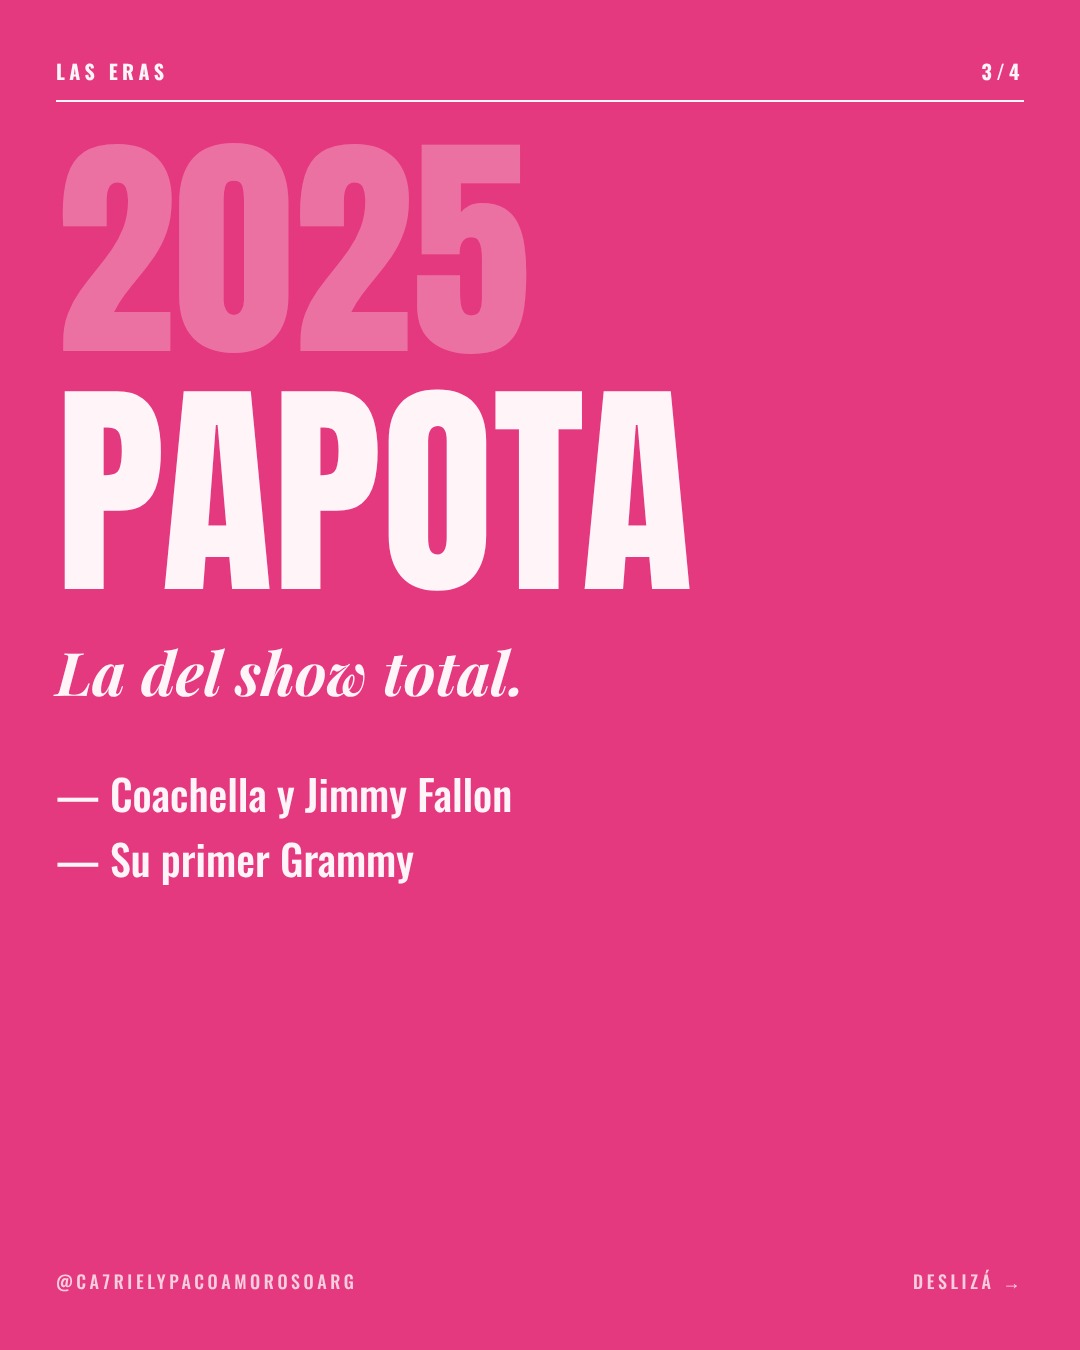 LAS ERAS
3/4
2025
PAPOTA
La del show total.
— Coachella y Jimmy Fallon
— Su primer Grammy
@CA7RIELYPACOAMOROSOARG
DESLIZÁ →